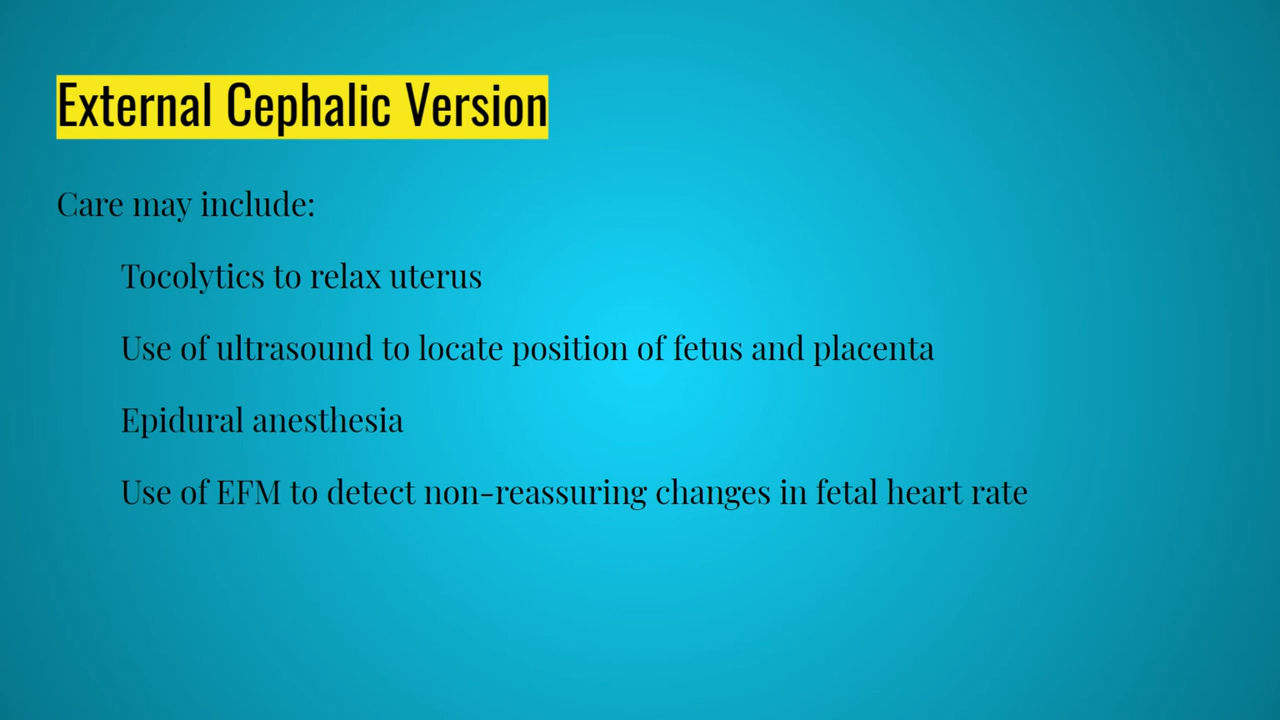 External Cephalic Version
Care may include:
Tocolytics to relax uterus
Use of ultrasound to locate position of fetus and placenta
Epidural anesthesia
Use of EFM to detect non-reassuring changes in fetal heart rate